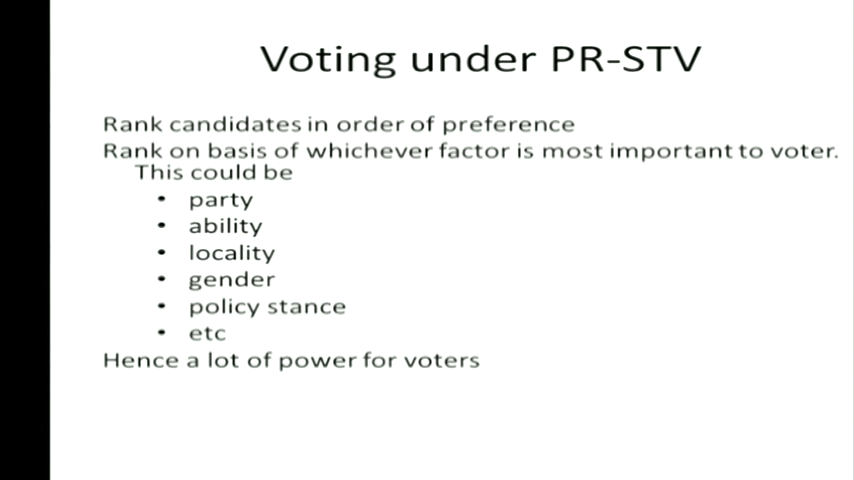 Voting under PR-STV
Rank candidates in order of preference
Rank on basis of whichever factor is most important to voter.
This could be
• party
• ability
• locality
• gender
• policy stance
• etc
Hence a lot of power for voters